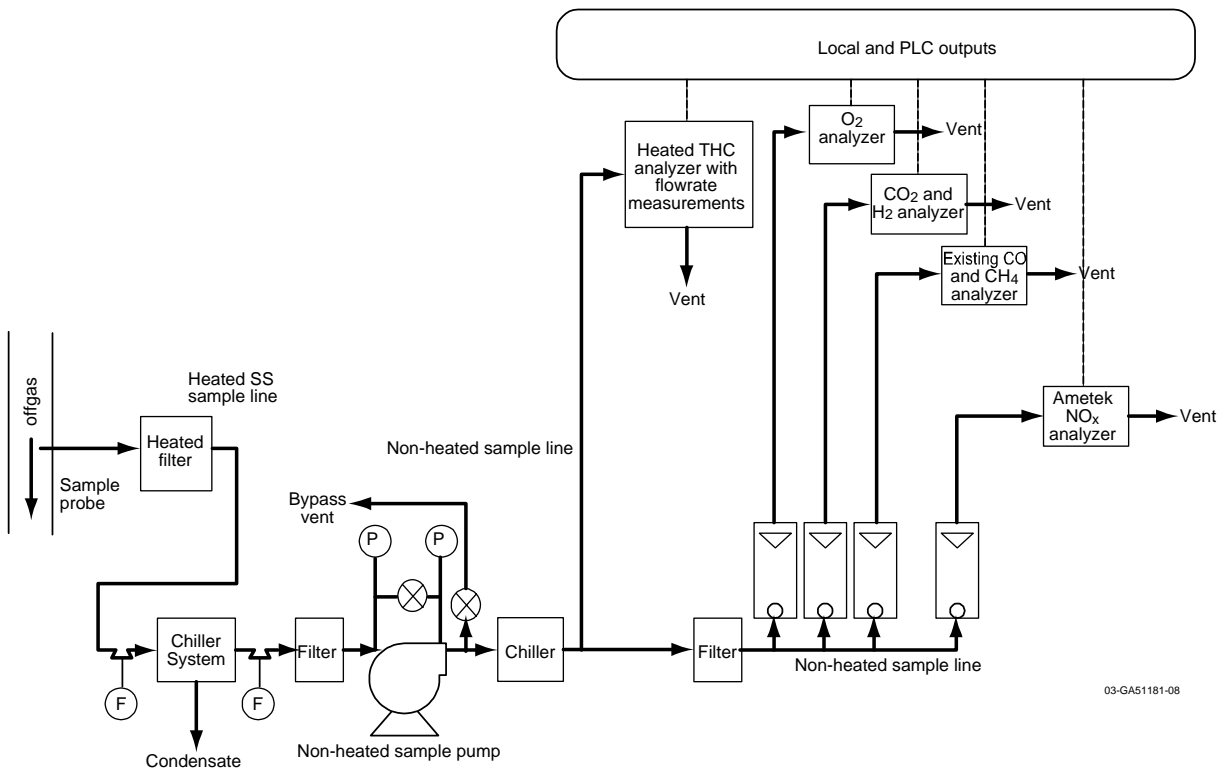 Local and PLC outputs
O2
analyzer
Vent
Heated THC
analyzer with
flowrate
measurements
Vent
CO2 and
H2 analyzer
Vent
Existing CO
and CH4
analyzer
Vent
Ametek
NOx
analyzer
Vent
offgas
Sample
probe
Heated
filter
Heated SS
sample line
Non-heated sample line
Bypass
vent
P
P
F
Chiller
System
F
Condensate
Filter
Non-heated sample pump
Chiller
Filter
Non-heated sample line
03-GA51181-08